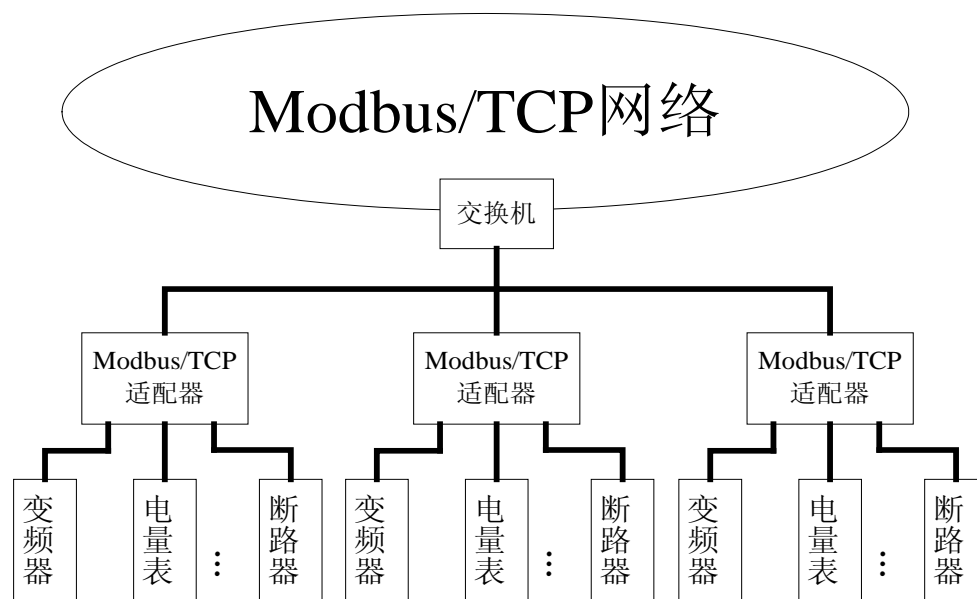 Modbus/TCP网络
交换机
Modbus/TCP
适配器
Modbus/TCP
适配器
Modbus/TCP
适配器
变频器
电量表
⋮
断路器
变频器
电量表
⋮
断路器
变频器
电量表
⋮
断路器